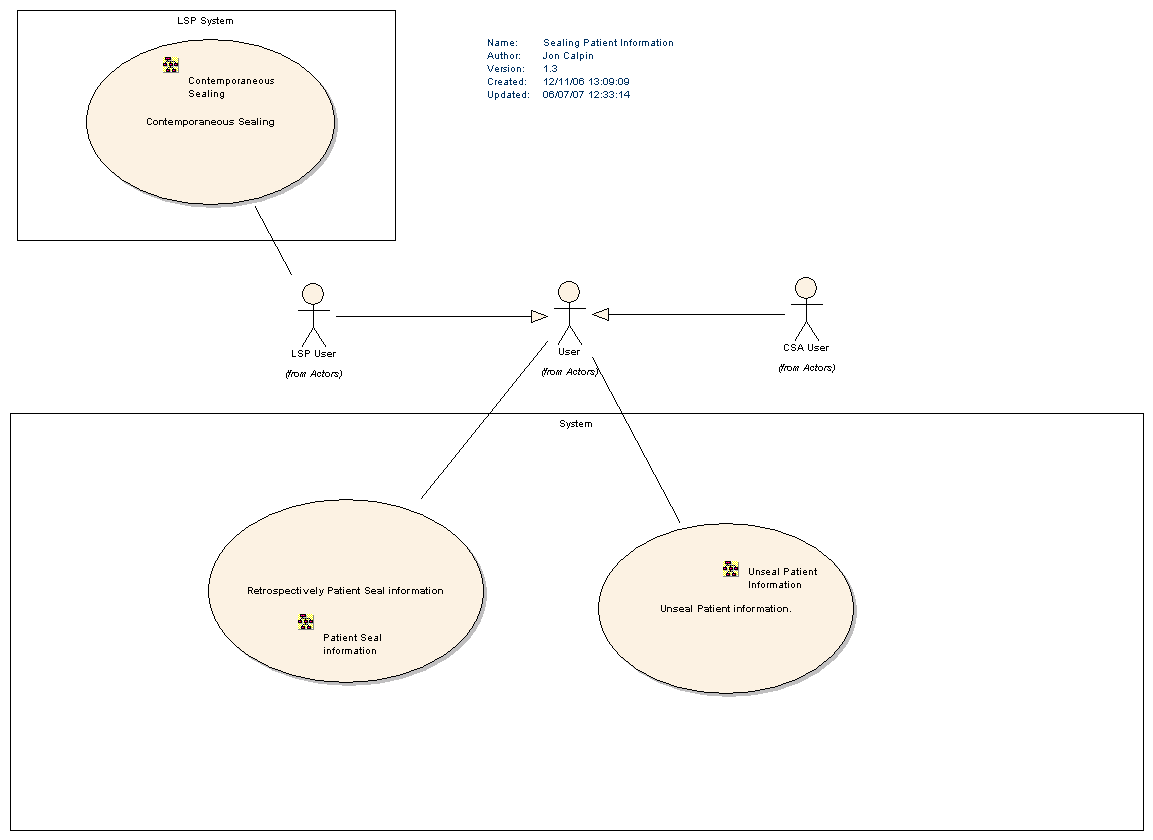 LSP System
Contemporaneous
Sealing
Contemporaneous Sealing
Name: Sealing Patient Information
Author: Jon Calpin
Version: 1.3
Created: 12/11/06 13:09:09
Updated: 06/07/07 12:33:14
LSP User
(from Actors)
User
(from Actors)
CSA User
(from Actors)
System
Retrospectively Patient Seal information
Patient Seal
information
Unseal Patient
Information
Unseal Patient information.